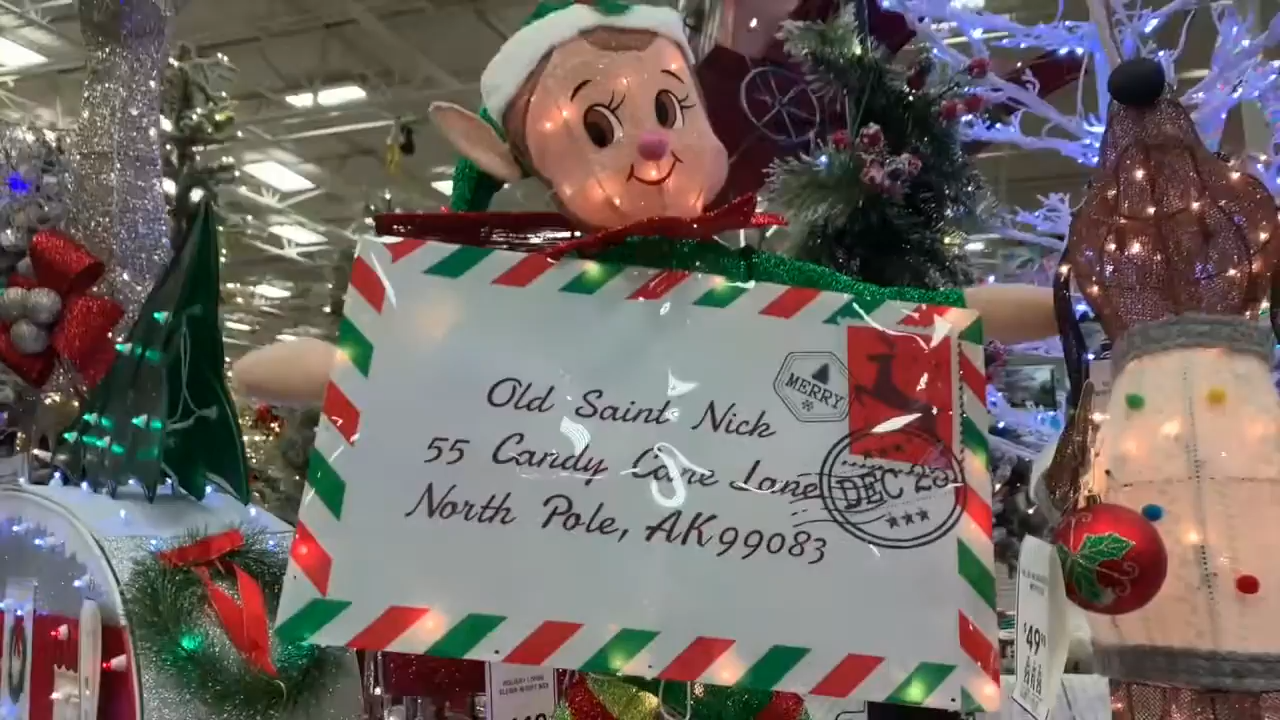 MERRY
Old Saint Nick
55 Candy Cane Lane
DEC 25
North Pole, AK 99083
$49